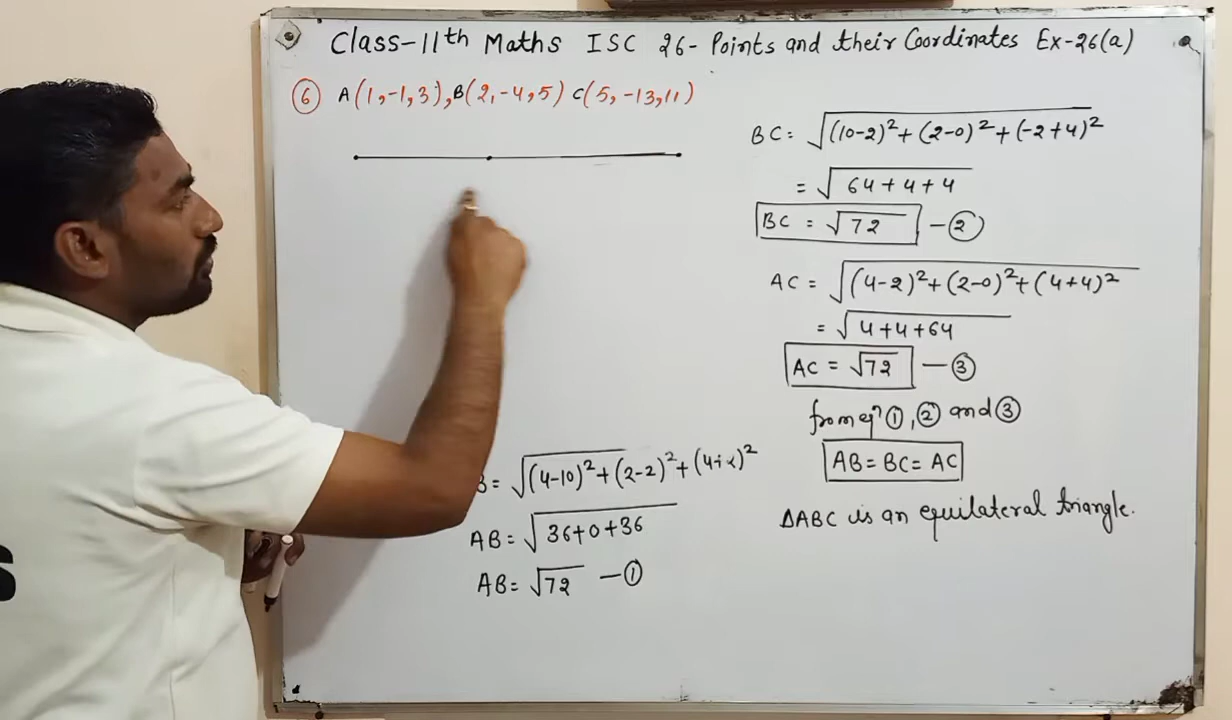 Class-11th Maths ISC 26- Points and their Coordinates Ex-26(a)
⑥ A(1,-1,3), B(2,-4,5) C(5,-13,11)
BC = √((10-2)²+(2-0)²+(-2+4)²
= √64+4+4
BC = √72 —②
AC = √((4-2)²+(2-0)²+(4+4)²
= √4+4+64
AC = √72 —③
from eqⁿ ①,② and ③
AB = BC = AC
ΔABC is an equilateral triangle.
B = √(4-10)²+(2-2)²+(4+2)²
AB = √36+0+36
AB = √72 —①
S